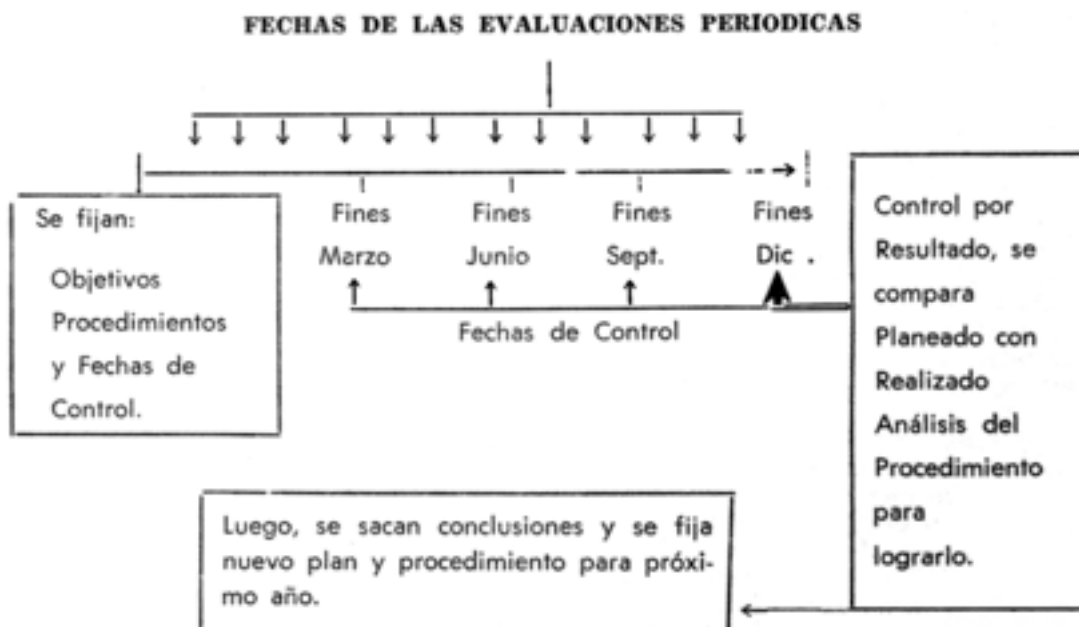 FECHAS DE LAS EVALUACIONES PERIODICAS
Se fijan:
Objetivos
Procedimientos
y Fechas de
Control.
Fines Fines Fines Fines
Marzo Junio Sept. Dic .
Fechas de Control
Control por
Resultado, se
compara
Planeado con
Realizado
Análisis del
Procedimiento
para
lograrlo.
Luego, se sacan conclusiones y se fija
nuevo plan y procedimiento para próxi-
mo año.